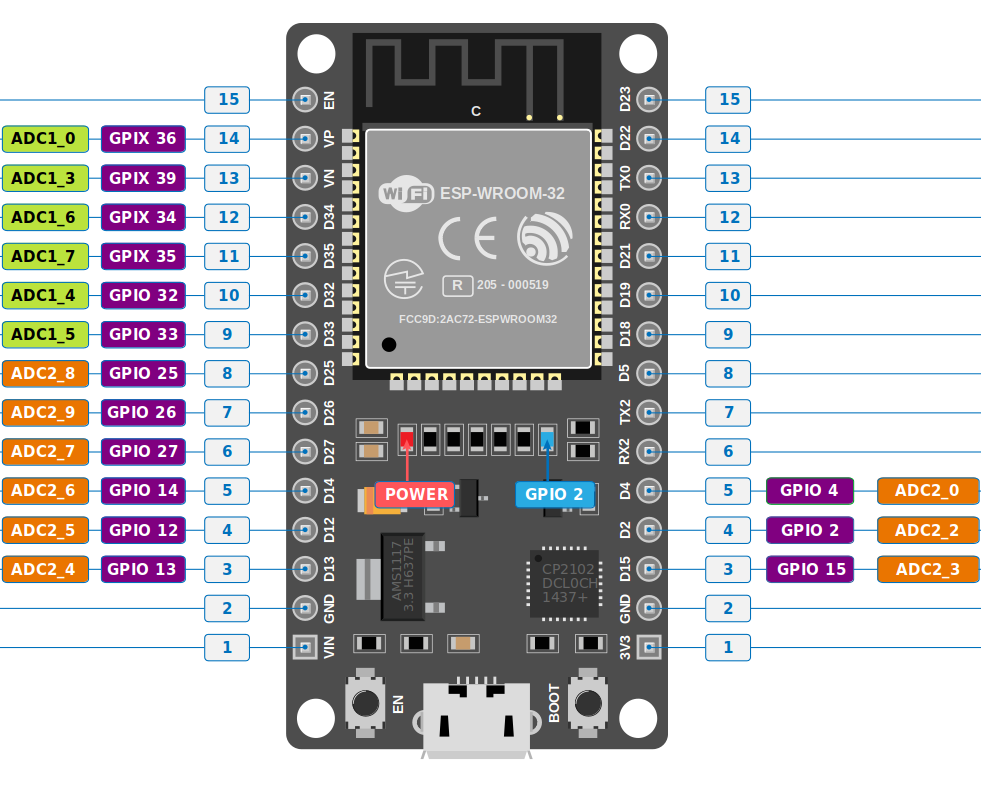 C
15 EN D23 15
ADC1_0 GPIX 36 14 VP D22 14
ADC1_3 GPIX 39 13 VN TX0 13
WiFi ESP-WROOM-32
ADC1_6 GPIX 34 12 D34 RX0 12
CE
ADC1_7 GPIX 35 11 D35 D21 11
R 205 - 000519
ADC1_4 GPIO 32 10 D32 D19 10
FCC9D:2AC72-ESPWROOM32
ADC1_5 GPIO 33 9 D33 D18 9
ADC2_8 GPIO 25 8 D25 D5 8
ADC2_9 GPIO 26 7 D26 TX2 7
ADC2_7 GPIO 27 6 D27 RX2 6
ADC2_6 GPIO 14 5 D14 POWER GPIO 2 D4 5 GPIO 4 ADC2_0
ADC2_5 GPIO 12 4 D12 D2 4 GPIO 2 ADC2_2
ADC2_4 GPIO 13 3 D13 D15 3 GPIO 15 ADC2_3
AMS1117
3.3 H637PE
CP2102
DCL0CH
1437+
2 GND GND 2
1 VIN 3V3 1
EN BOOT